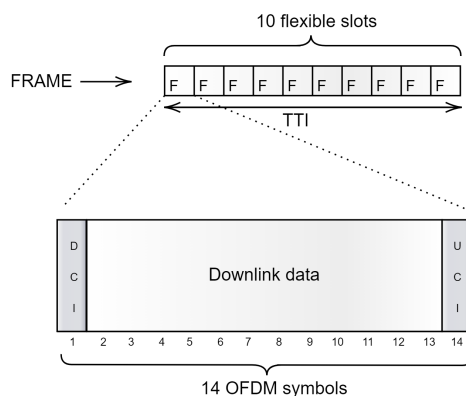 10 flexible slots
FRAME
F F F F F F F F F F
TTI
D C I
Downlink data
U C I
1 2 3 4 5 6 7 8 9 10 11 12 13 14
14 OFDM symbols